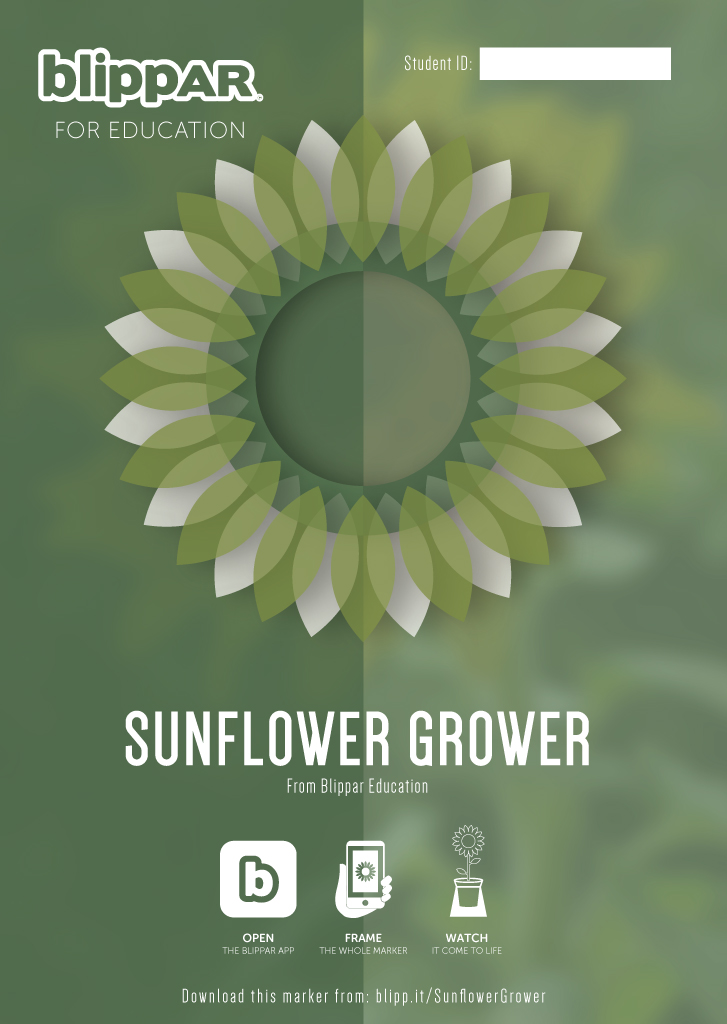 blippAR
FOR EDUCATION
Student ID:
SUNFLOWER GROWER
From Blippar Education
b
OPEN
THE BLIPPAR APP
FRAME
THE WHOLE MARKER
WATCH
IT COME TO LIFE
Download this marker from: blipp.it/SunflowerGrower